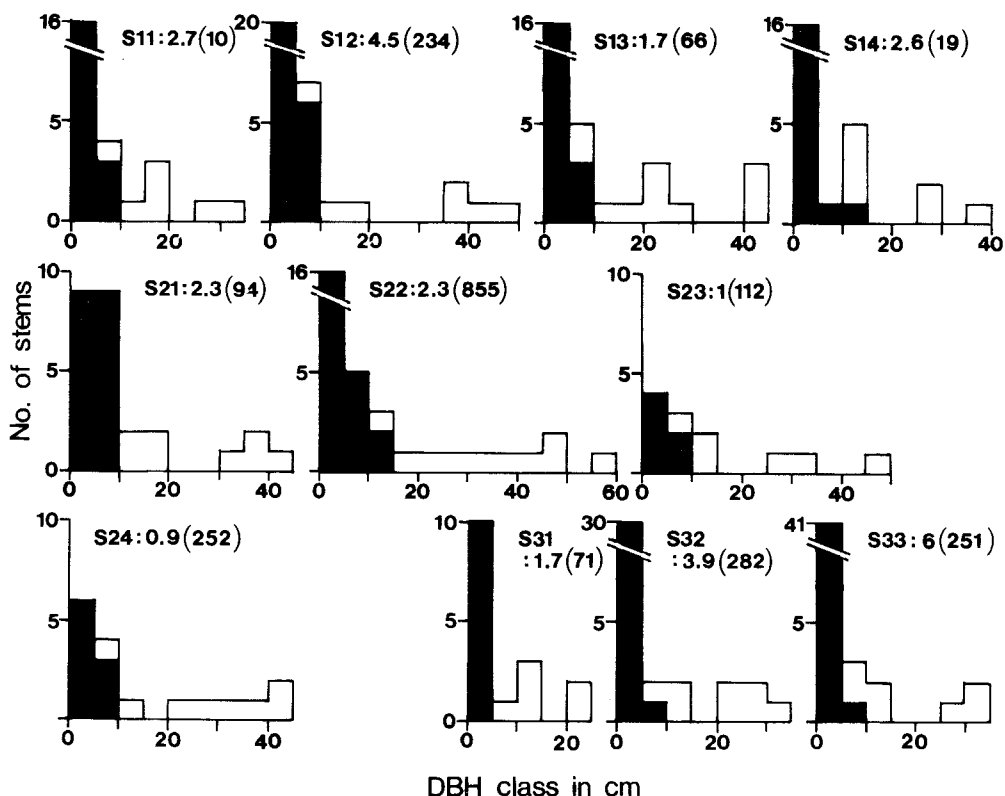 16 S11:2.7(10) 20 S12:4.5(234) 16 S13:1.7(66) 16 S14:2.6(19)
5 5 5 5
0
0 20 0 20 40 0 20 40 0 20 40
10 S21:2.3(94) 16 S22:2.3(855) 10 S23:1(112)
5 5 5
0
0 20 40 0 20 40 60 0 20 40
10 S24:0.9(252) 10 S31 30 S32 41 S33:6(251)
:1.7(71) :3.9(282)
5 5 5 5
0
0 20 40 0 20 0 20 0 20
No. of stems
DBH class in cm